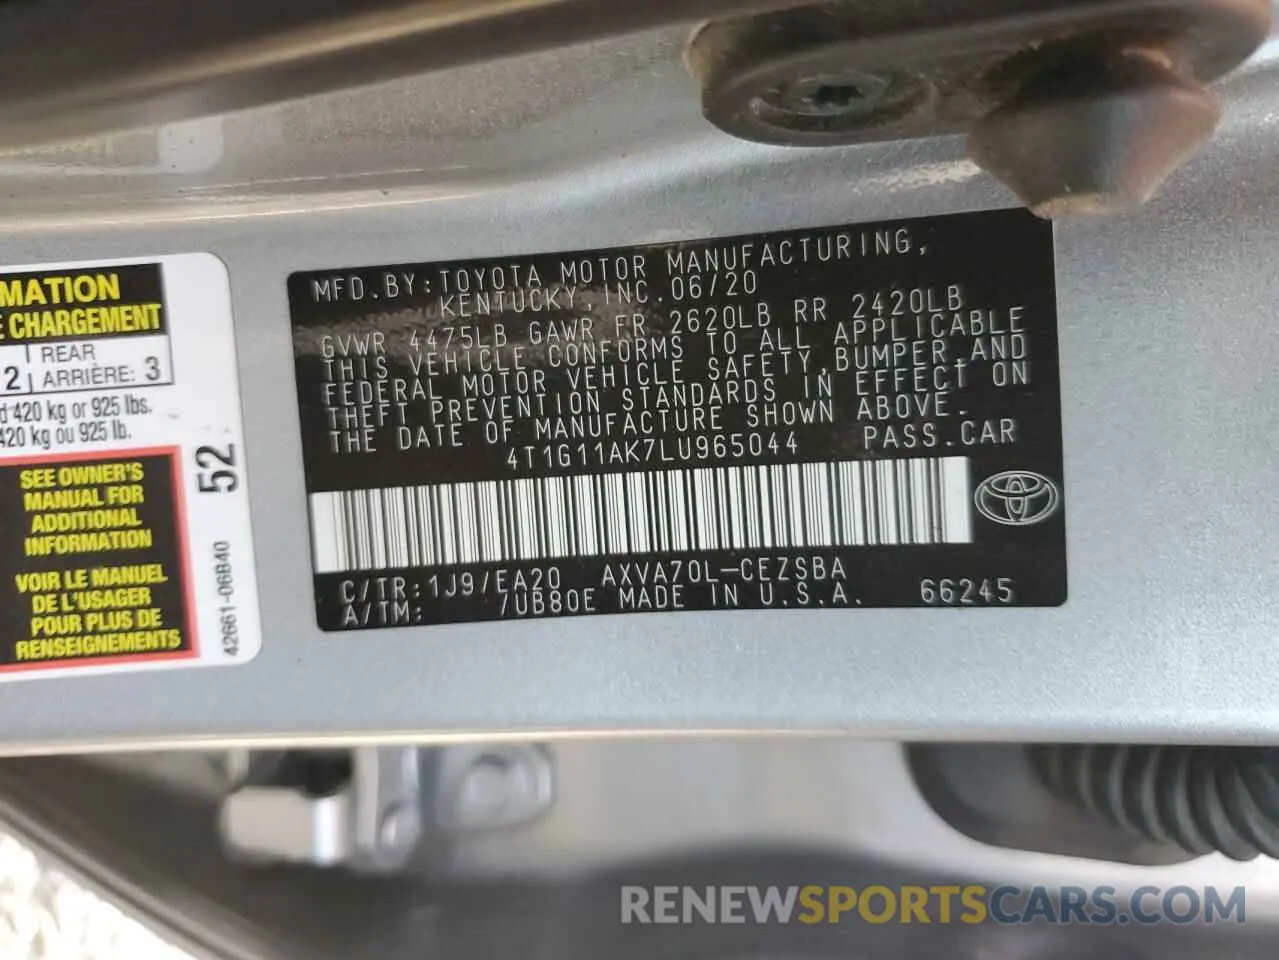 MATION
E CHARGEMENT
2 REAR
ARRIÈRE: 3
420 kg or 925 lbs.
420 kg ou 925 lb.
SEE OWNER'S
MANUAL FOR
ADDITIONAL
INFORMATION
VOIR LE MANUEL
DE L'USAGER
POUR PLUS DE
RENSEIGNEMENTS
52
42661-06B40
MFD.BY:TOYOTA MOTOR MANUFACTURING,
KENTUCKY,INC.06/20
GVWR 4475LB GAWR FR 2620LB RR 2420LB
THIS VEHICLE CONFORMS TO ALL APPLICABLE
FEDERAL MOTOR VEHICLE SAFETY,BUMPER,AND
THEFT PREVENTION STANDARDS IN EFFECT ON
THE DATE OF MANUFACTURE SHOWN ABOVE.
4T1G11AK7LU965044 PASS.CAR
C/TR:1J9/EA20 AXVA70L-CEZSBA
A/TM: /UB80E MADE IN U.S.A. 66245
RENEWSPORTSCARS.COM